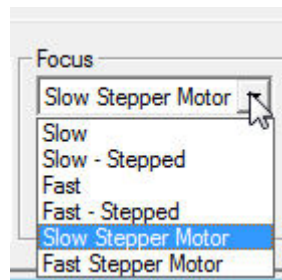 Focus
Slow Stepper Motor
Slow
Slow - Stepped
Fast
Fast - Stepped
Slow Stepper Motor
Fast Stepper Motor